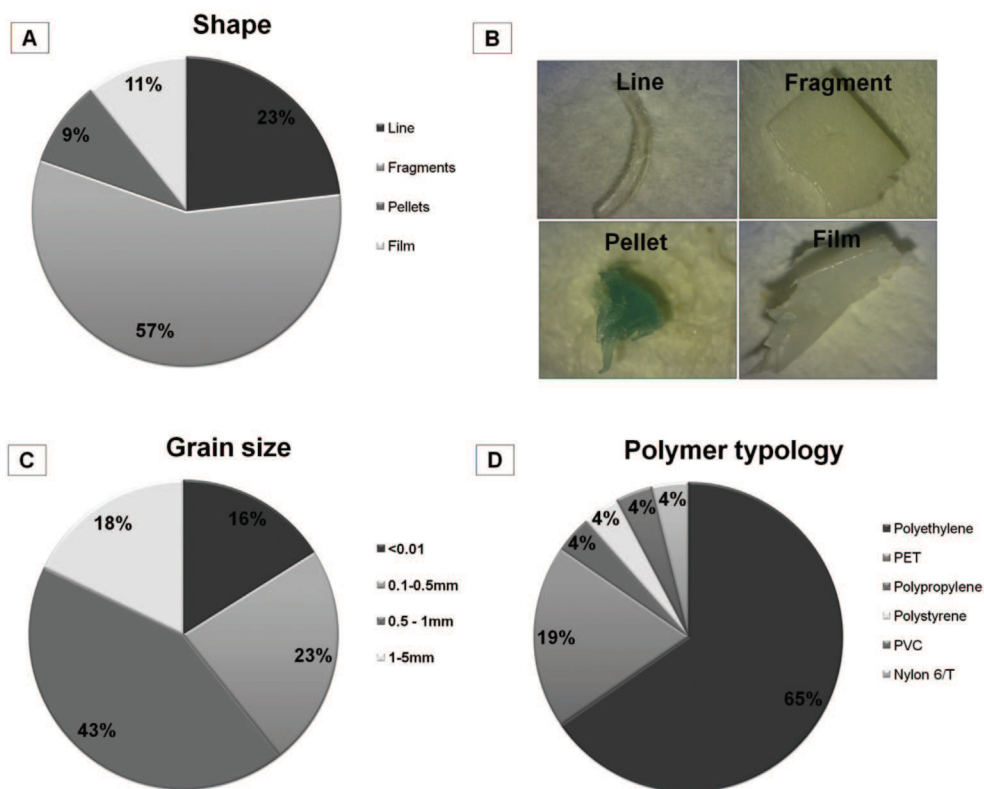 A
Shape
11%
23%
9%
57%
Line
Fragments
Pellets
Film
B
Line
Fragment
Pellet
Film
C
Grain size
18%
16%
23%
43%
<0.01
0.1-0.5mm
0.5 - 1mm
1-5mm
D
Polymer typology
4%
4%
4%
4%
19%
65%
Polyethylene
PET
Polypropylene
Polystyrene
PVC
Nylon 6/T